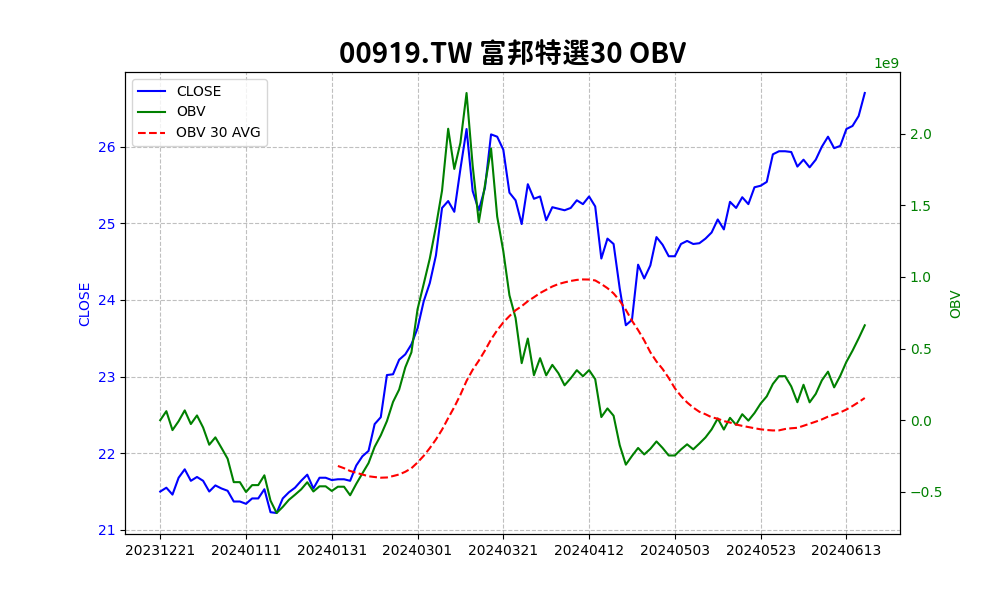 00919.TW 富邦特選30 OBV
1e9
CLOSE
OBV
OBV 30 AVG
26
25
24
23
22
21
CLOSE
2.0
1.5
1.0
0.5
0.0
−0.5
OBV
20231221 20240111 20240131 20240301 20240321 20240412 20240503 20240523 20240613